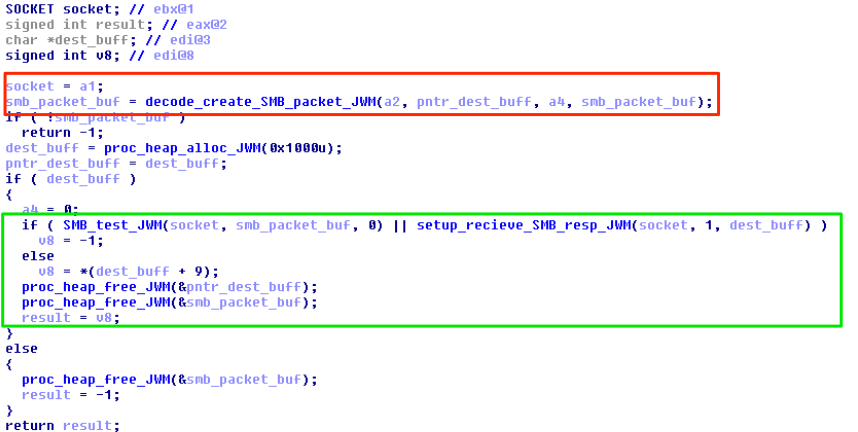 SOCKET socket; // ebx@1
signed int result; // eax@2
char *dest_buff; // edi@3
signed int v8; // edi@8
socket = a1;
smb_packet_buf = decode_create_SMB_packet_JWM(a2, pntr_dest_buff, a4, smb_packet_buf);
if ( !smb_packet_buf )
return -1;
dest_buff = proc_heap_alloc_JWM(0x1000u);
pntr_dest_buff = dest_buff;
if ( dest_buff )
{
a4 = 0;
if ( SMB_test_JWM(socket, smb_packet_buf, 0) || setup_recieve_SMB_resp_JWM(socket, 1, dest_buff) )
v8 = -1;
else
v8 = *(dest_buff + 9);
proc_heap_free_JWM(&pntr_dest_buff);
proc_heap_free_JWM(&smb_packet_buf);
result = v8;
}
else
{
proc_heap_free_JWM(&smb_packet_buf);
result = -1;
}
return result;